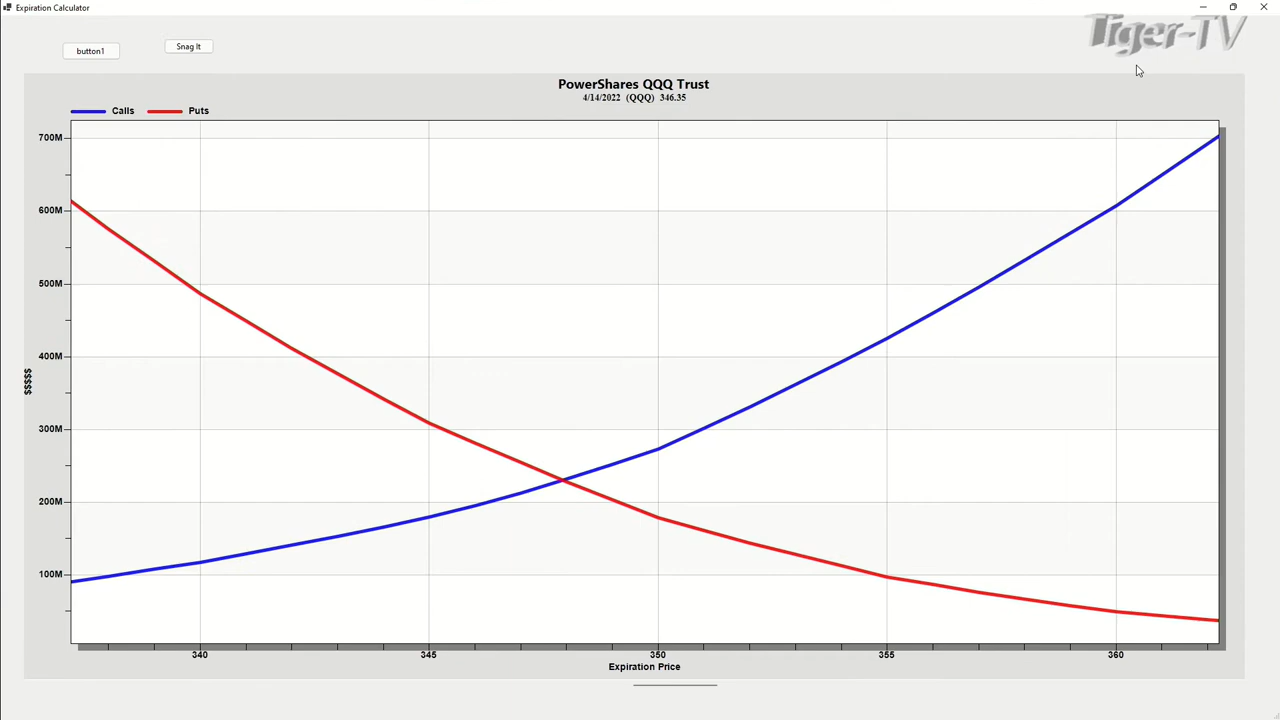 Expiration Calculator
button1
Snag It
Tiger-TV
PowerShares QQQ Trust
4/14/2022 (QQQ) 346.35
Calls
Puts
700M
600M
500M
400M
$$$$$
300M
200M
100M
340
345
350
355
360
Expiration Price